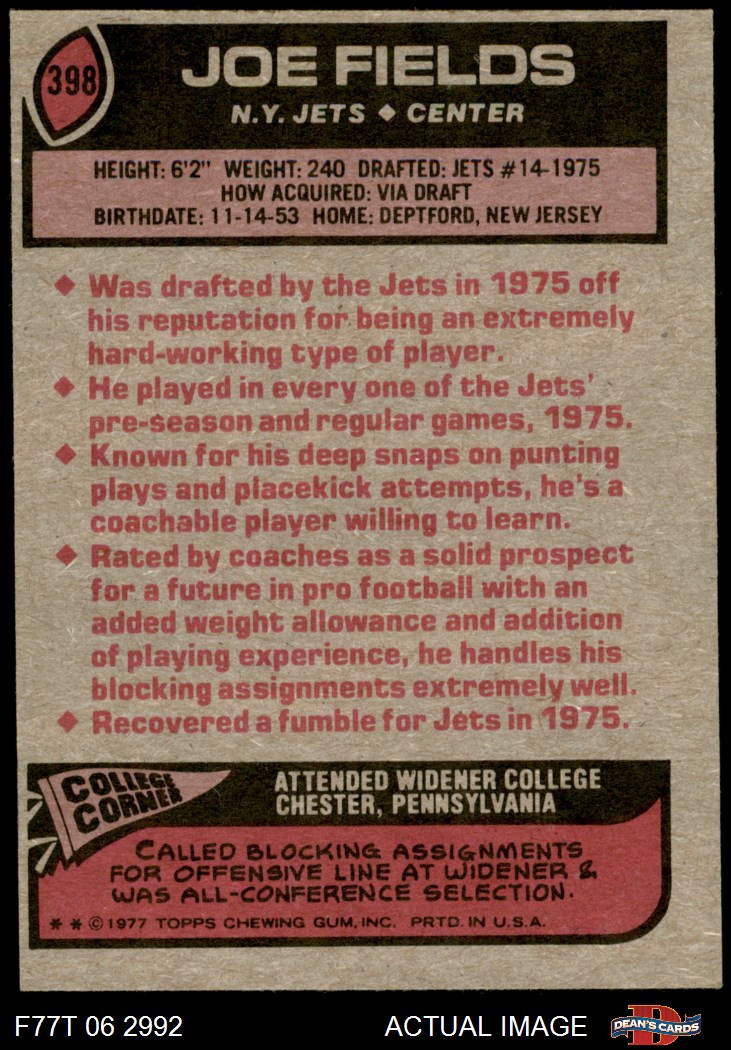 398
JOE FIELDS
N.Y. JETS ♦ CENTER
HEIGHT: 6'2" WEIGHT: 240 DRAFTED: JETS #14-1975
HOW ACQUIRED: VIA DRAFT
BIRTHDATE: 11-14-53 HOME: DEPTFORD, NEW JERSEY
♦ Was drafted by the Jets in 1975 off
his reputation for being an extremely
hard-working type of player.
♦ He played in every one of the Jets'
pre-season and regular games, 1975.
♦ Known for his deep snaps on punting
plays and placekick attempts, he's a
coachable player willing to learn.
♦ Rated by coaches as a solid prospect
for a future in pro football with an
added weight allowance and addition
of playing experience, he handles his
blocking assignments extremely well.
♦ Recovered a fumble for Jets in 1975.
COLLEGE
CORNER
ATTENDED WIDENER COLLEGE
CHESTER, PENNSYLVANIA
CALLED BLOCKING ASSIGNMENTS
FOR OFFENSIVE LINE AT WIDENER &
WAS ALL-CONFERENCE SELECTION.
* * © 1977 TOPPS CHEWING GUM, INC. PRTD. IN U.S.A.
F77T 06 2992
ACTUAL IMAGE
D
DEAN'S CARDS